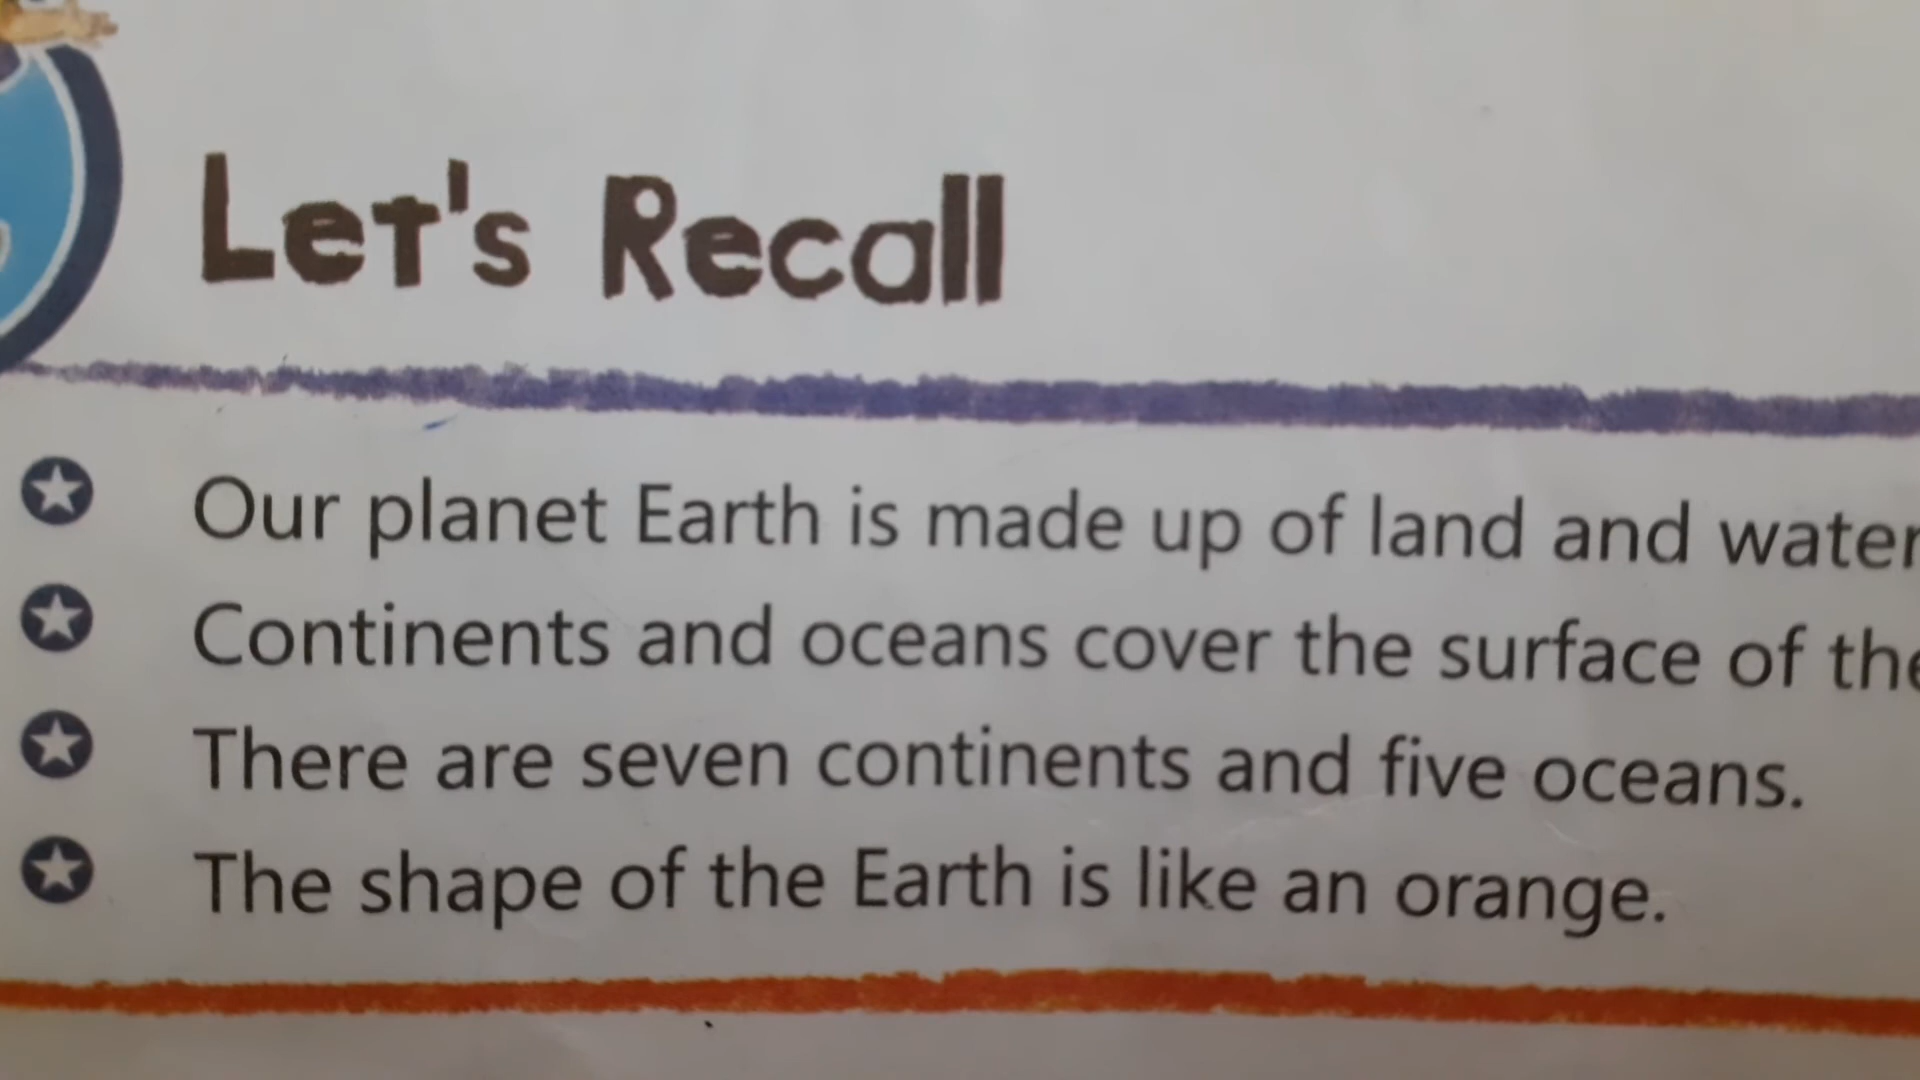 Let's Recall
Our planet Earth is made up of land and water
Continents and oceans cover the surface of the
There are seven continents and five oceans.
The shape of the Earth is like an orange.